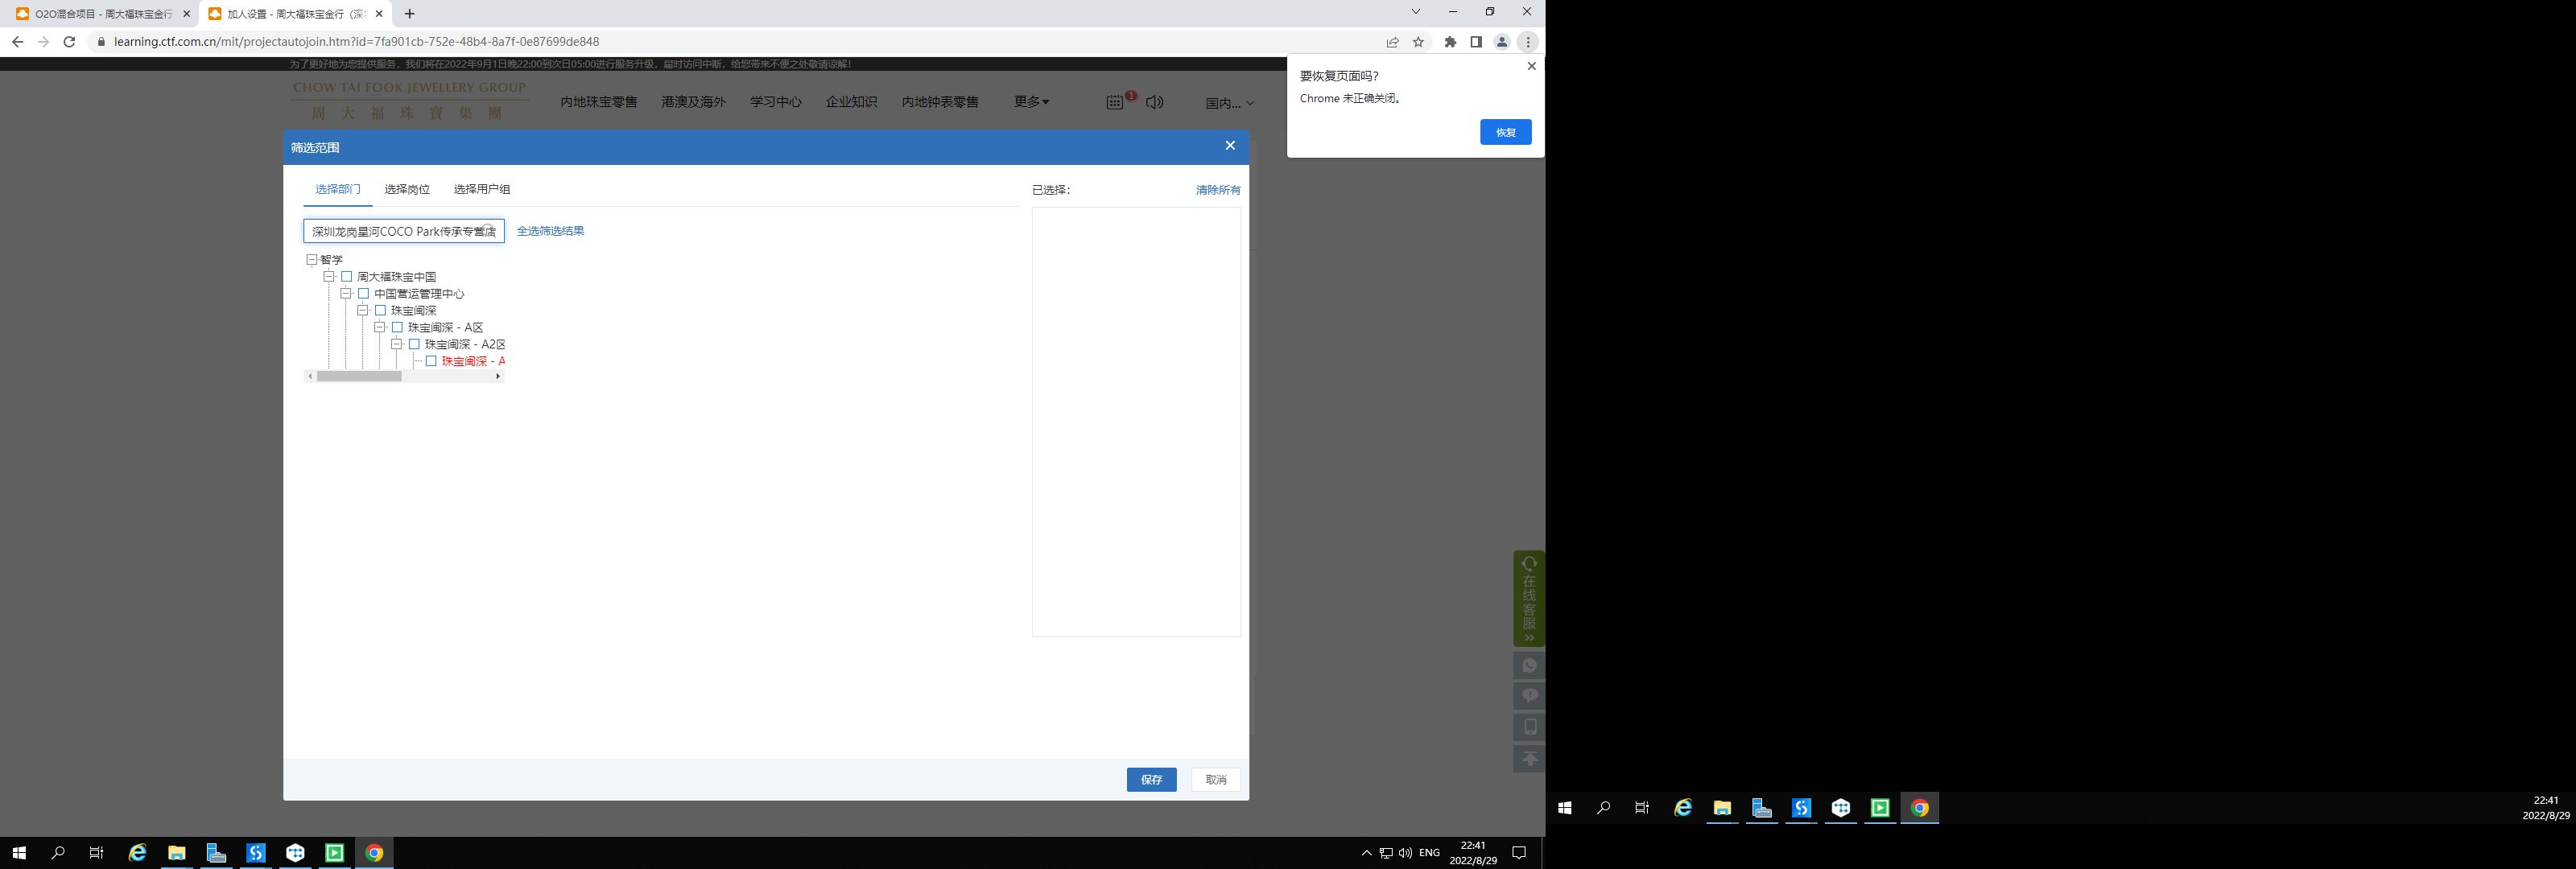 O2O混合项目 - 周大福珠宝金行
加人设置 - 周大福珠宝金行（深
learning.ctf.com.cn/mit/projectautojoin.htm?id=7fa901cb-752e-48b4-8a7f-0e87699de848
为了更好地为您提供服务，我们将在2022年9月1日晚22:00到次日05:00进行服务升级，届时访问中断，给您带来不便之处敬请谅解！
要恢复页面吗?
Chrome 未正确关闭。
恢复
CHOW TAI FOOK JEWELLERY GROUP
周大福珠寶集團
内地珠宝零售 港澳及海外 学习中心 企业知识 内地钟表零售 更多
1
国内...
筛选范围
选择部门 选择岗位 选择用户组
已选择:
清除所有
深圳龙岗星河COCO Park传承专营店
全选筛选结果
智学
周大福珠宝中国
中国营运管理中心
珠宝闽深
珠宝闽深 - A区
珠宝闽深 - A2区
珠宝闽深 - A
在线客服
保存
取消
ENG
22:41
2022/8/29
22:41
2022/8/29